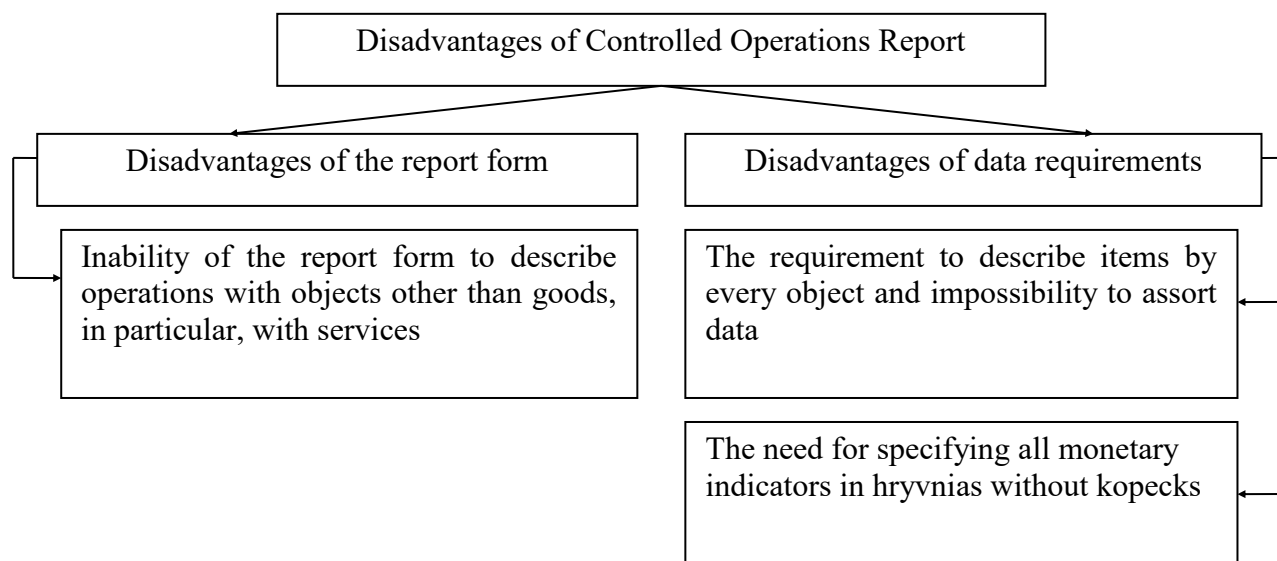 Disadvantages of Controlled Operations Report
Disadvantages of the report form
Disadvantages of data requirements
Inability of the report form to describe
operations with objects other than goods,
in particular, with services
The requirement to describe items by
every object and impossibility to assort
data
The need for specifying all monetary
indicators in hryvnias without kopecks